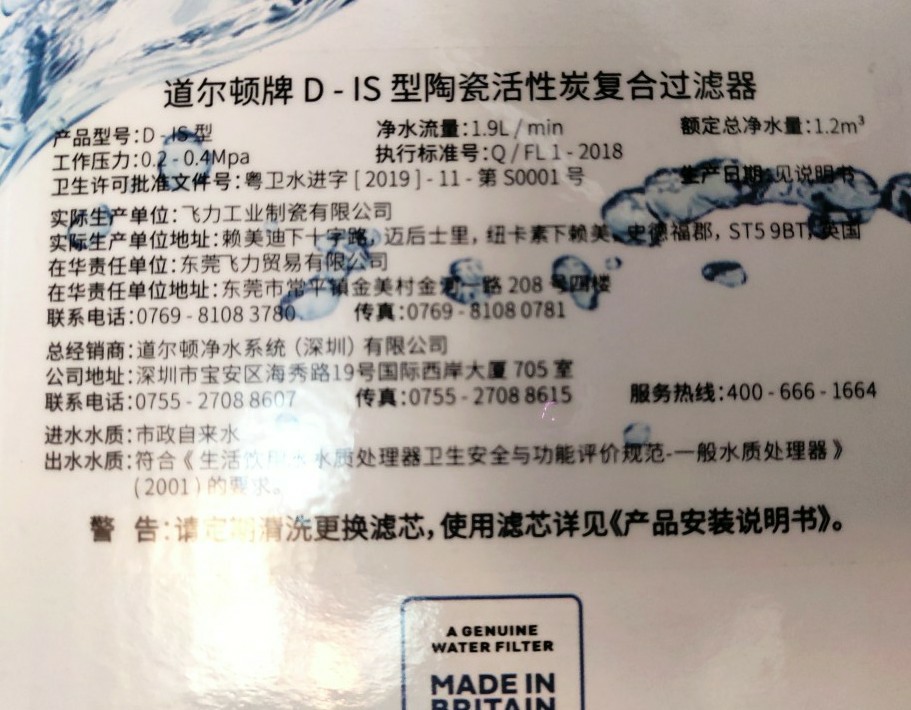 道尔顿牌 D - IS 型陶瓷活性炭复合过滤器
产品型号:D - IS 型 净水流量:1.9L / min 额定总净水量:1.2m³
工作压力:0.2 - 0.4Mpa 执行标准号:Q / FL 1 - 2018
卫生许可批准文件号:粤卫水进字 [ 2019 ] - 11 - 第 S0001 号 生产日期:见说明书
实际生产单位:飞力工业制瓷有限公司
实际生产单位地址:赖美迪下十字路, 迈后士里, 纽卡素下赖美, 史德福郡, ST5 9BT, 英国
在华责任单位:东莞飞力贸易有限公司
在华责任单位地址:东莞市常平镇金美村金河一路 208 号四楼
联系电话:0769 - 8108 3780 传真:0769 - 8108 0781
总经销商:道尔顿净水系统 (深圳) 有限公司
公司地址:深圳市宝安区海秀路19号国际西岸大厦 705 室
联系电话:0755 - 2708 8607 传真:0755 - 2708 8615 服务热线:400 - 666 - 1664
进水水质:市政自来水
出水水质:符合《 生活饮用水水质处理器卫生安全与功能评价规范-一般水质处理器 》
(2001) 的要求。
警 告:请定期清洗更换滤芯, 使用滤芯详见《产品安装说明书》。
A GENUINE
WATER FILTER
MADE IN
BRITAIN